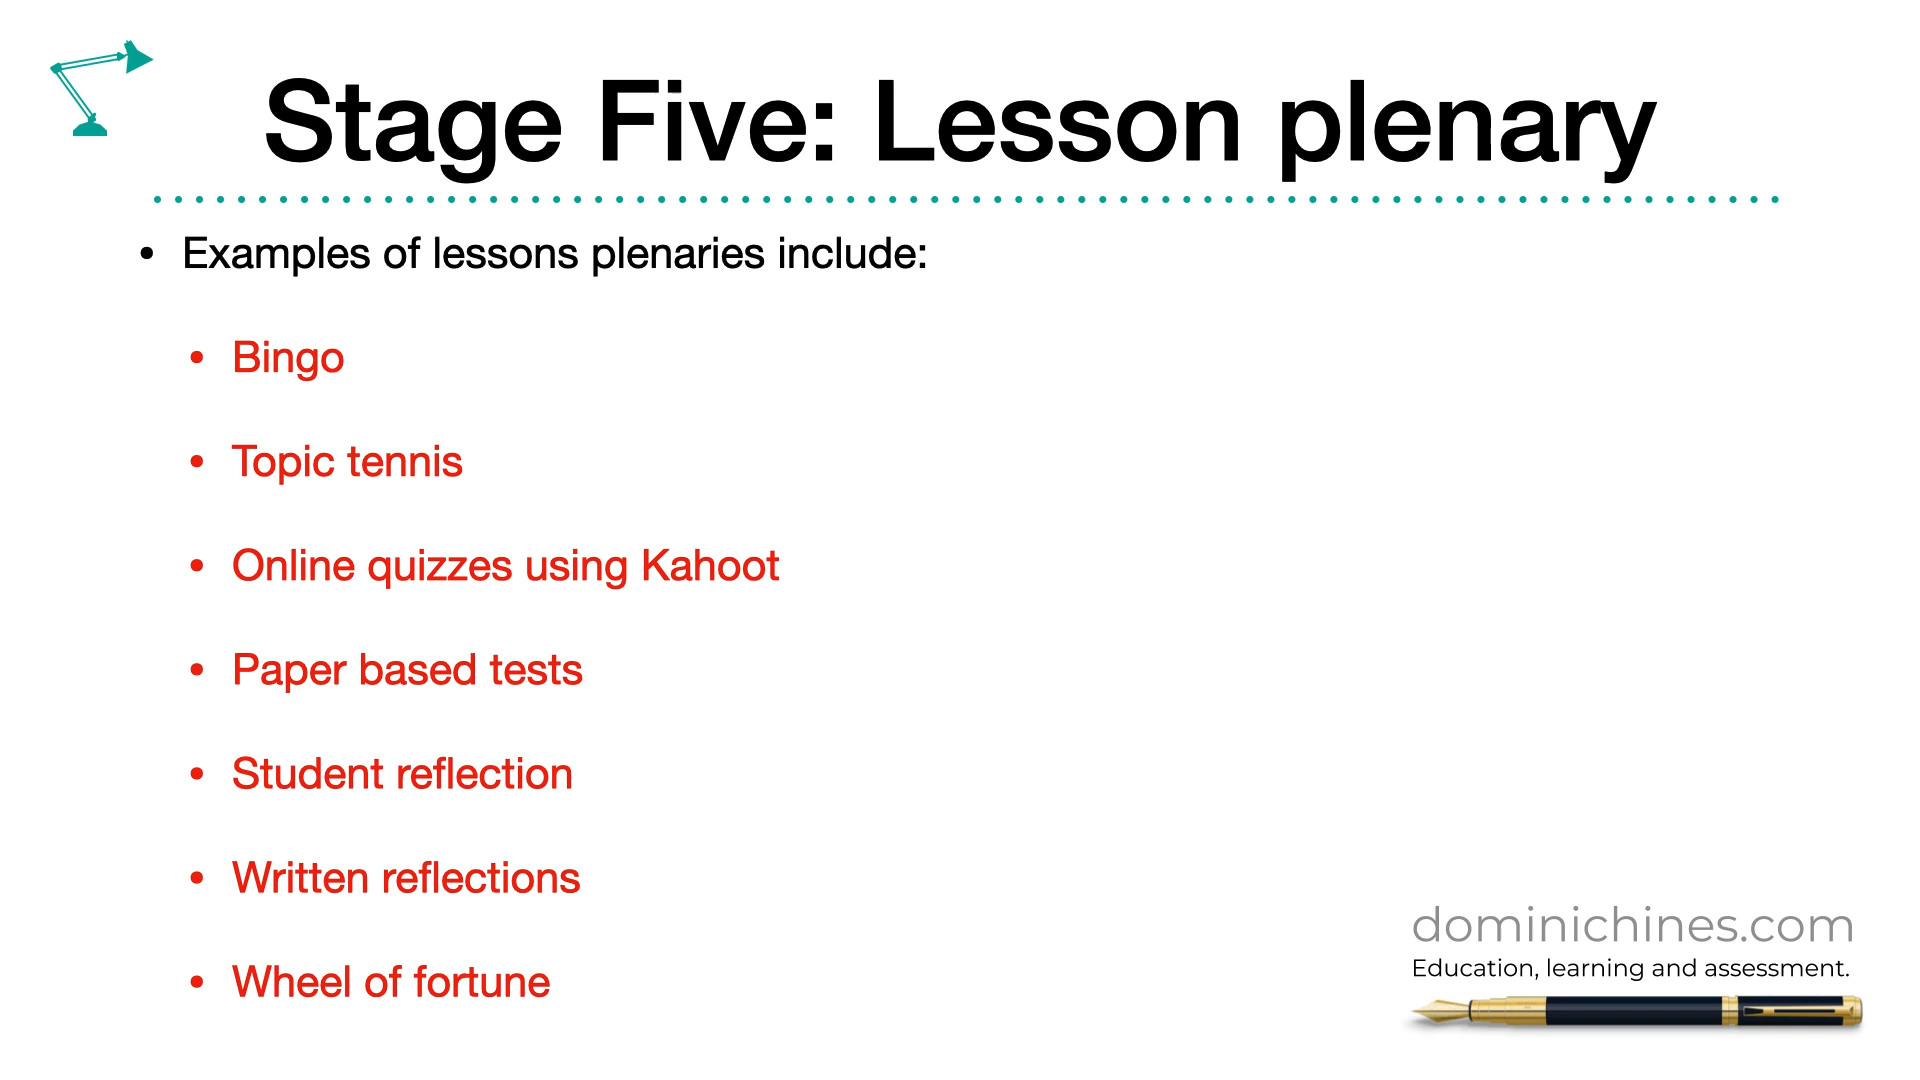 Stage Five: Lesson plenary
• Examples of lessons plenaries include:
• Bingo
• Topic tennis
• Online quizzes using Kahoot
• Paper based tests
• Student reflection
• Written reflections
• Wheel of fortune
dominichines.com
Education, learning and assessment.